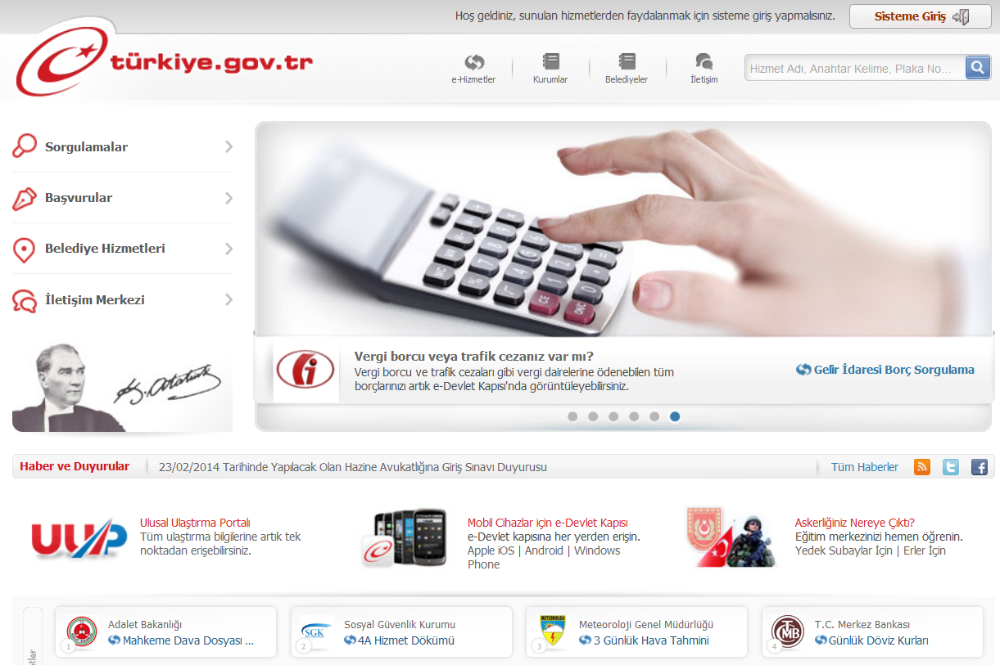 Hoş geldiniz, sunulan hizmetlerden faydalanmak için sisteme giriş yapmalısınız.
Sisteme Giriş
türkiye.gov.tr
e-Hizmetler
Kurumlar
Belediyeler
İletişim
Hizmet Adı, Anahtar Kelime, Plaka No...
Sorgulamalar
Başvurular
Belediye Hizmetleri
İletişim Merkezi
K. Atatürk
Vergi borcu veya trafik cezanız var mı?
Vergi borcu ve trafik cezaları gibi vergi dairelerine ödenebilen tüm
borçlarınızı artık e-Devlet Kapısı'nda görüntüleyebilirsiniz.
Gelir İdaresi Borç Sorgulama
Haber ve Duyurular
23/02/2014 Tarihinde Yapılacak Olan Hazine Avukatlığına Giriş Sınavı Duyurusu
Tüm Haberler
UUP
Ulusal Ulaştırma Portalı
Tüm ulaştırma bilgilerine artık tek
noktadan erişebilirsiniz.
Mobil Cihazlar için e-Devlet Kapısı
e-Devlet kapısına her yerden erişin.
Apple iOS | Android | Windows
Phone
Askerliğiniz Nereye Çıktı?
Eğitim merkezinizi hemen öğrenin.
Yedek Subaylar İçin | Erler İçin
1
Adalet Bakanlığı
Mahkeme Dava Dosyası ...
SGK
2
Sosyal Güvenlik Kurumu
4A Hizmet Dökümü
METEOROLOJİ
3
Meteoroloji Genel Müdürlüğü
3 Günlük Hava Tahmini
TCMB
4
T.C. Merkez Bankası
Günlük Döviz Kurları